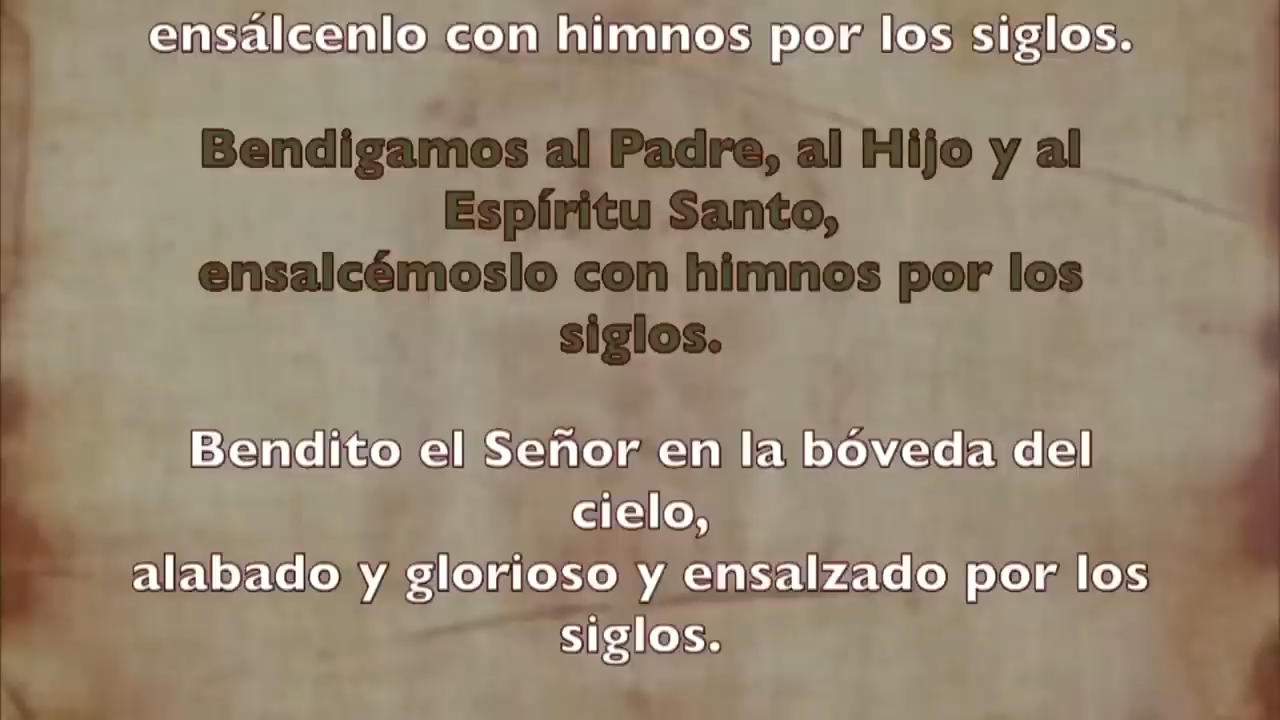 ensálcenlo con himnos por los siglos.
Bendigamos al Padre, al Hijo y al
Espíritu Santo,
ensalcémoslo con himnos por los
siglos.
Bendito el Señor en la bóveda del
cielo,
alabado y glorioso y ensalzado por los
siglos.